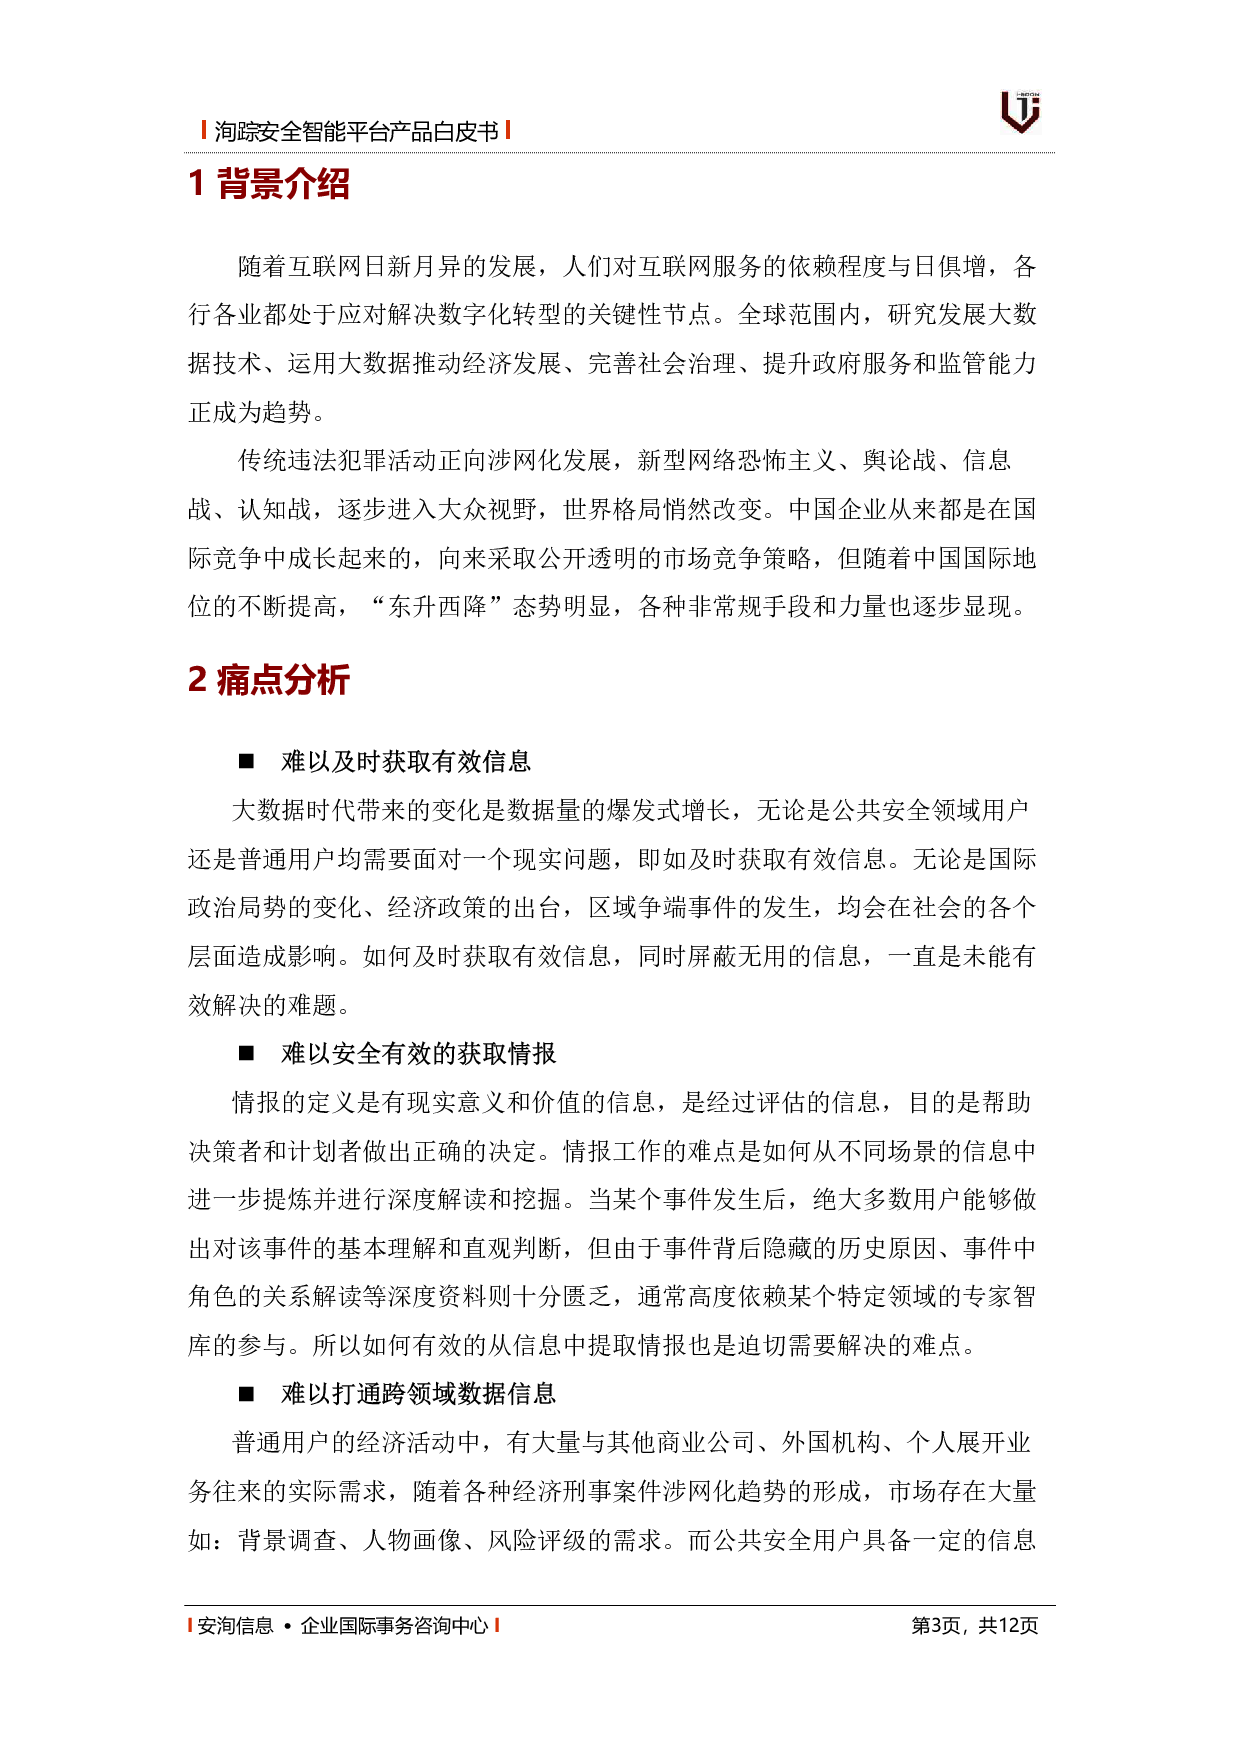 洵踪安全智能平台产品白皮书
i-SOON
1 背景介绍
随着互联网日新月异的发展，人们对互联网服务的依赖程度与日俱增，各
行各业都处于应对解决数字化转型的关键性节点。全球范围内，研究发展大数
据技术、运用大数据推动经济发展、完善社会治理、提升政府服务和监管能力
正成为趋势。
传统违法犯罪活动正向涉网化发展，新型网络恐怖主义、舆论战、信息
战、认知战，逐步进入大众视野，世界格局悄然改变。中国企业从来都是在国
际竞争中成长起来的，向来采取公开透明的市场竞争策略，但随着中国国际地
位的不断提高，“东升西降”态势明显，各种非常规手段和力量也逐步显现。
2 痛点分析
■ 难以及时获取有效信息
大数据时代带来的变化是数据量的爆发式增长，无论是公共安全领域用户
还是普通用户均需要面对一个现实问题，即如及时获取有效信息。无论是国际
政治局势的变化、经济政策的出台，区域争端事件的发生，均会在社会的各个
层面造成影响。如何及时获取有效信息，同时屏蔽无用的信息，一直是未能有
效解决的难题。
■ 难以安全有效的获取情报
情报的定义是有现实意义和价值的信息，是经过评估的信息，目的是帮助
决策者和计划者做出正确的决定。情报工作的难点是如何从不同场景的信息中
进一步提炼并进行深度解读和挖掘。当某个事件发生后，绝大多数用户能够做
出对该事件的基本理解和直观判断，但由于事件背后隐藏的历史原因、事件中
角色的关系解读等深度资料则十分匮乏，通常高度依赖某个特定领域的专家智
库的参与。所以如何有效的从信息中提取情报也是迫切需要解决的难点。
■ 难以打通跨领域数据信息
普通用户的经济活动中，有大量与其他商业公司、外国机构、个人展开业
务往来的实际需求，随着各种经济刑事案件涉网化趋势的形成，市场存在大量
如：背景调查、人物画像、风险评级的需求。而公共安全用户具备一定的信息
安洵信息 • 企业国际事务咨询中心
第3页，共12页